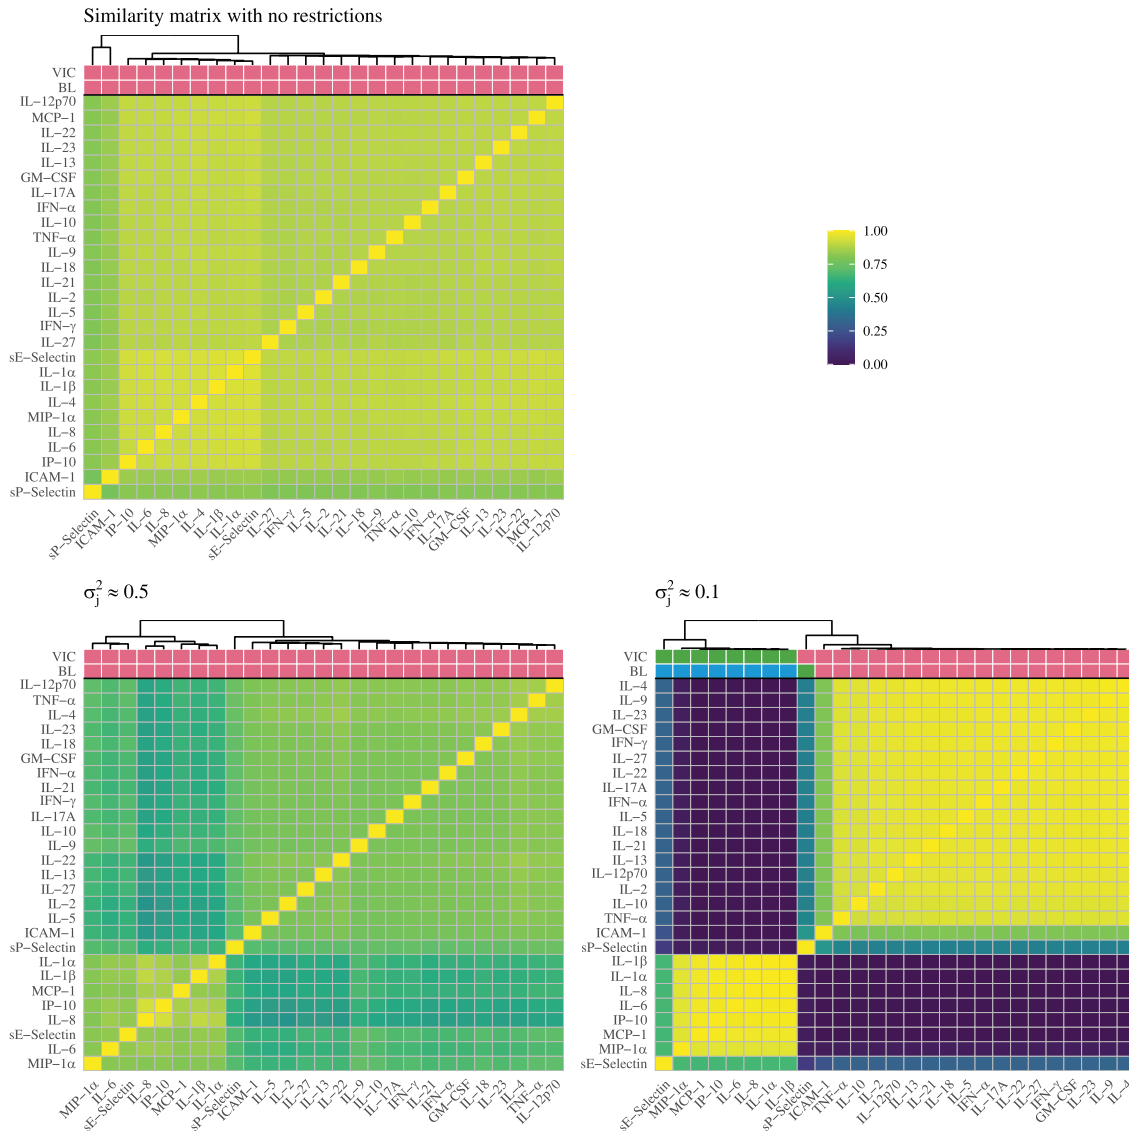 Similarity matrix with no restrictions
VIC
BL
IL−12p70
MCP−1
IL−22
IL−23
IL−13
GM−CSF
IL−17A
IFN−α
IL−10
TNF−α
IL−9
IL−18
IL−21
IL−2
IL−5
IFN−γ
IL−27
sE−Selectin
IL−1α
IL−1β
IL−4
MIP−1α
IL−8
IL−6
IP−10
ICAM−1
sP−Selectin
sP−Selectin ICAM−1 IP−10 IL−6 IL−8 MIP−1α IL−4 IL−1β IL−1α sE−Selectin IL−27 IFN−γ IL−5 IL−2 IL−21 IL−18 IL−9 TNF−α IL−10 IFN−α IL−17A GM−CSF IL−13 IL−23 IL−22 MCP−1 IL−12p70
1.00
0.75
0.50
0.25
0.00
σ²j ≈ 0.5
VIC
BL
IL−12p70
TNF−α
IL−4
IL−23
IL−18
GM−CSF
IFN−α
IL−21
IFN−γ
IL−17A
IL−10
IL−9
IL−22
IL−13
IL−27
IL−2
IL−5
ICAM−1
sP−Selectin
IL−1α
IL−1β
MCP−1
IP−10
IL−8
sE−Selectin
IL−6
MIP−1α
MIP−1α IL−6 sE−Selectin IL−8 IP−10 MCP−1 IL−1β IL−1α sP−Selectin ICAM−1 IL−5 IL−2 IL−27 IL−13 IL−22 IL−9 IL−10 IL−17A IFN−γ IL−21 IFN−α GM−CSF IL−18 IL−23 IL−4 TNF−α IL−12p70
σ²j ≈ 0.1
VIC
BL
IL−4
IL−9
IL−23
GM−CSF
IFN−γ
IL−27
IL−22
IL−17A
IFN−α
IL−5
IL−18
IL−21
IL−13
IL−12p70
IL−2
IL−10
TNF−α
ICAM−1
sP−Selectin
IL−1β
IL−1α
IL−8
IL−6
IP−10
MCP−1
MIP−1α
sE−Selectin
sE−Selectin MIP−1α MCP−1 IP−10 IL−6 IL−8 IL−1α IL−1β sP−Selectin ICAM−1 TNF−α IL−10 IL−2 IL−12p70 IL−13 IL−21 IL−18 IL−5 IFN−α IL−17A IL−22 IL−27 IFN−γ GM−CSF IL−23 IL−9 IL−4